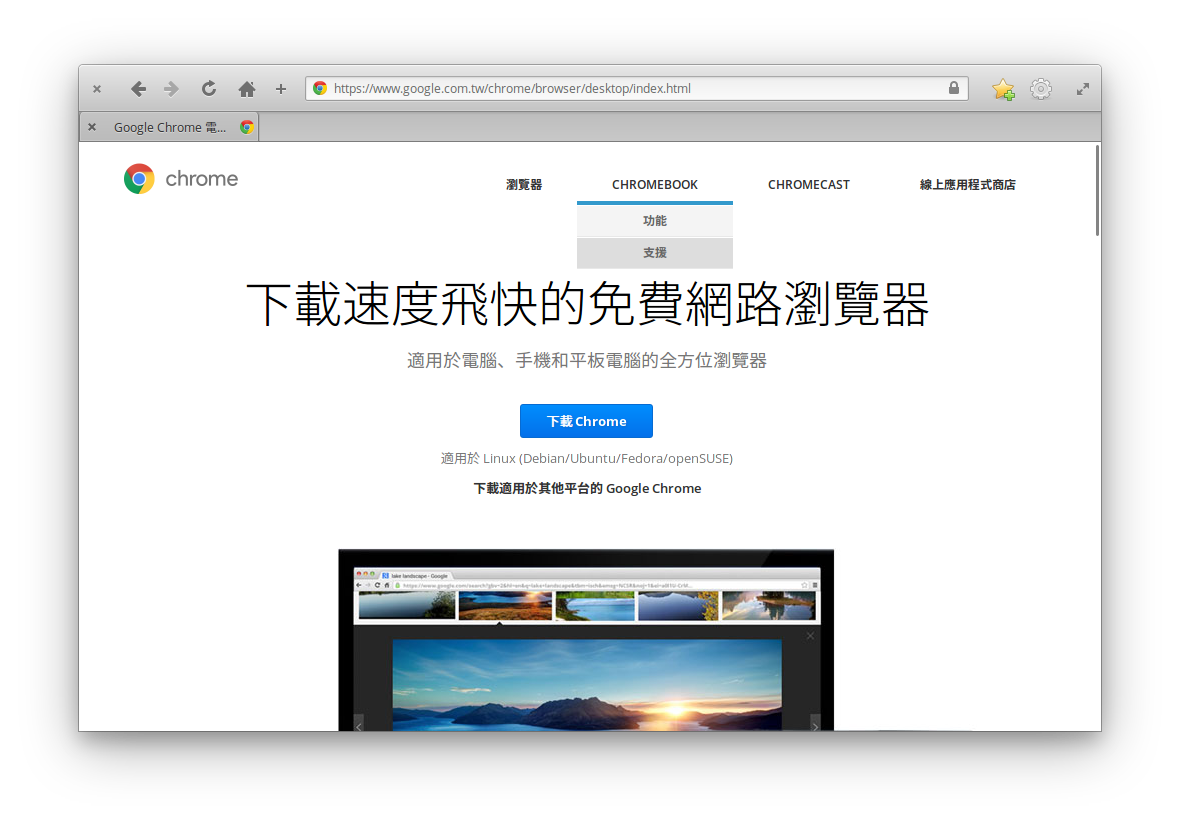 https://www.google.com.tw/chrome/browser/desktop/index.html
Google Chrome 電...
chrome
瀏覽器
CHROMEBOOK
CHROMECAST
線上應用程式商店
功能
支援
下載速度飛快的免費網路瀏覽器
適用於電腦、手機和平板電腦的全方位瀏覽器
下載 Chrome
適用於 Linux (Debian/Ubuntu/Fedora/openSUSE)
下載適用於其他平台的 Google Chrome
lake landscape - Google